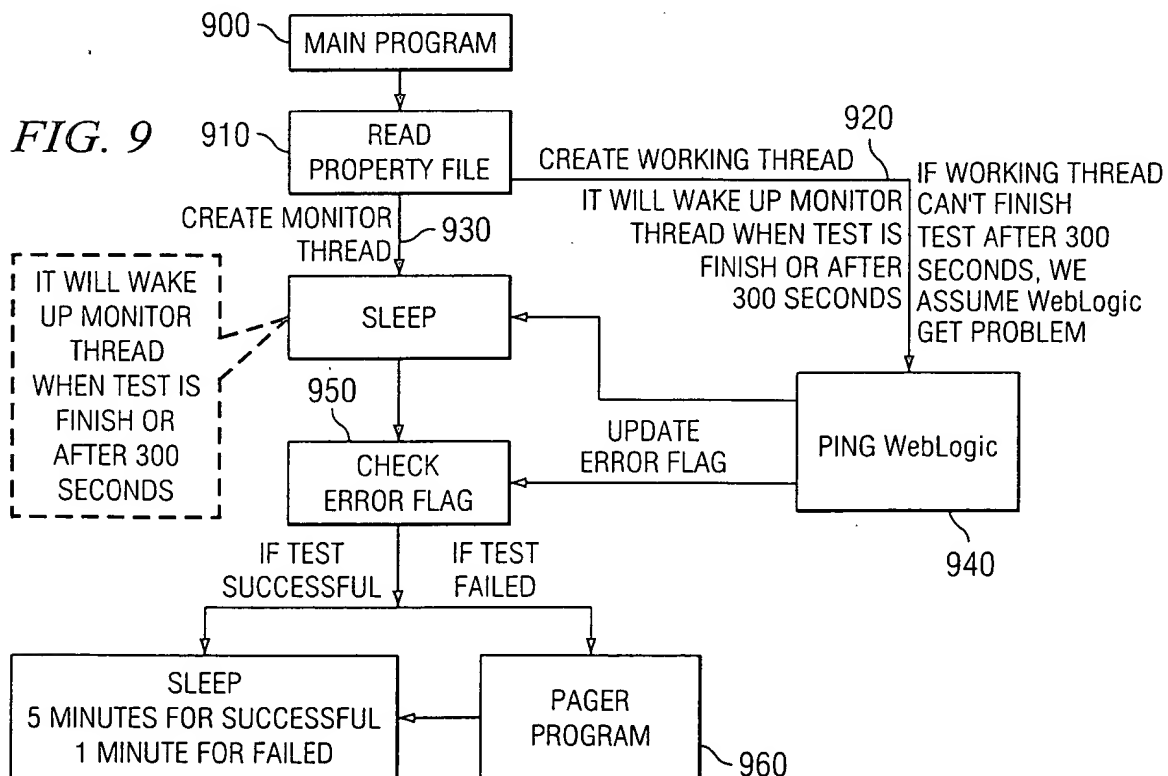 900
MAIN PROGRAM
FIG. 9
910
READ
PROPERTY FILE
920
CREATE WORKING THREAD
IT WILL WAKE UP MONITOR
THREAD WHEN TEST IS
FINISH OR AFTER
300 SECONDS
IF WORKING THREAD
CAN'T FINISH
TEST AFTER 300
SECONDS, WE
ASSUME WebLogic
GET PROBLEM
CREATE MONITOR
THREAD
930
IT WILL WAKE
UP MONITOR
THREAD
WHEN TEST IS
FINISH OR
AFTER 300
SECONDS
SLEEP
950
CHECK
ERROR FLAG
UPDATE
ERROR FLAG
PING WebLogic
940
IF TEST
SUCCESSFUL
IF TEST
FAILED
SLEEP
5 MINUTES FOR SUCCESSFUL
1 MINUTE FOR FAILED
PAGER
PROGRAM
960